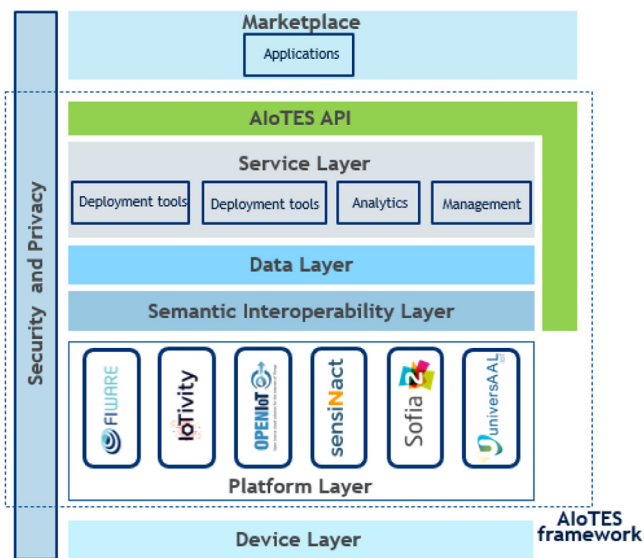 Marketplace
Applications
AIoTES API
Service Layer
Deployment tools
Deployment tools
Analytics
Management
Data Layer
Semantic Interoperability Layer
FIWARE
IoTivity
OPENIoT
sensiNact
Sofia2
universAAL
Platform Layer
Device Layer
Security and Privacy
AIoTES
framework